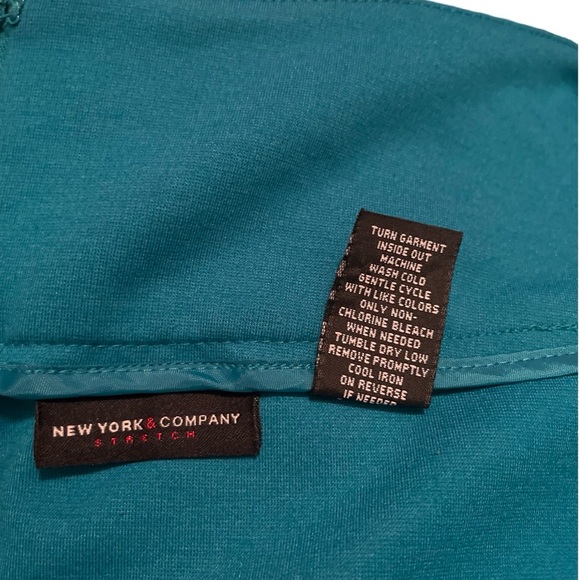 TURN GARMENT
INSIDE OUT
MACHINE
WASH COLD
GENTLE CYCLE
WITH LIKE COLORS
ONLY NON-
CHLORINE BLEACH
WHEN NEEDED
TUMBLE DRY LOW
REMOVE PROMPTLY
COOL IRON
ON REVERSE
IF NEEDED
NEW YORK & COMPANY
STRETCH